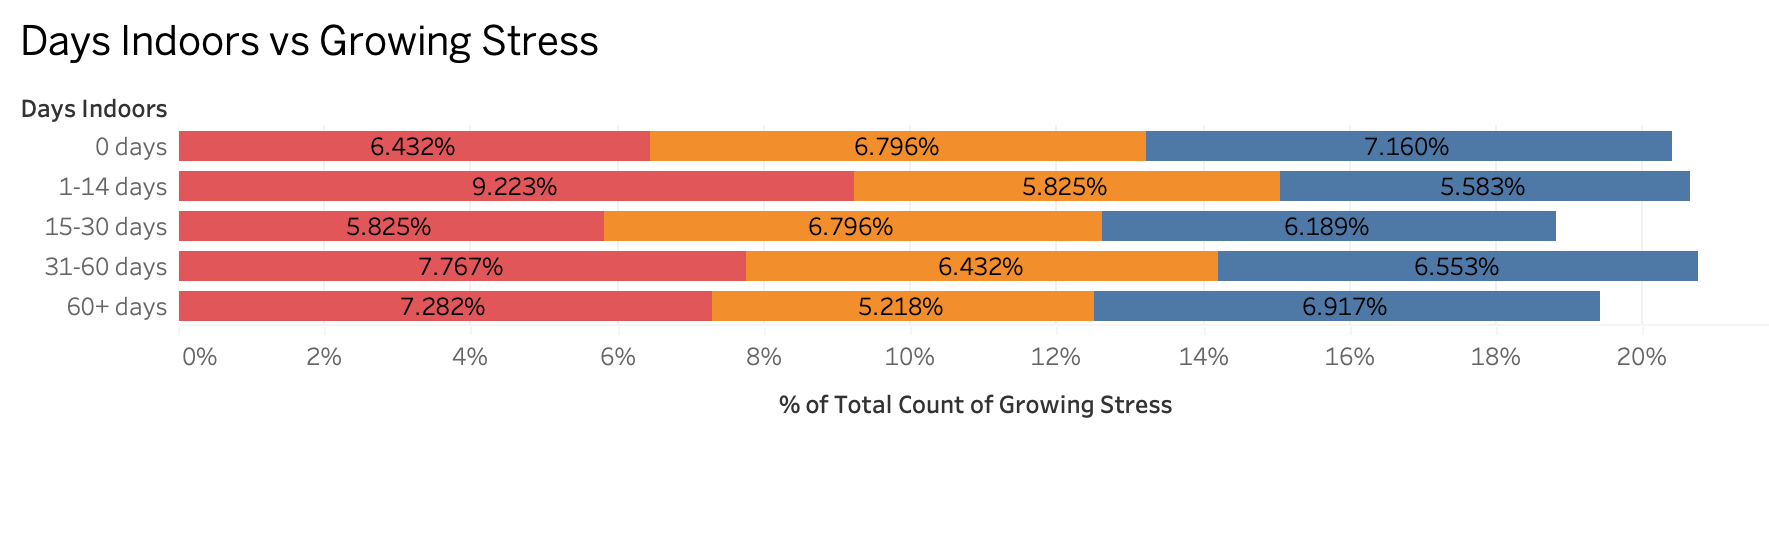 Days Indoors vs Growing Stress
Days Indoors
0 days 6.432% 6.796% 7.160%
1-14 days 9.223% 5.825% 5.583%
15-30 days 5.825% 6.796% 6.189%
31-60 days 7.767% 6.432% 6.553%
60+ days 7.282% 5.218% 6.917%
0% 2% 4% 6% 8% 10% 12% 14% 16% 18% 20%
% of Total Count of Growing Stress